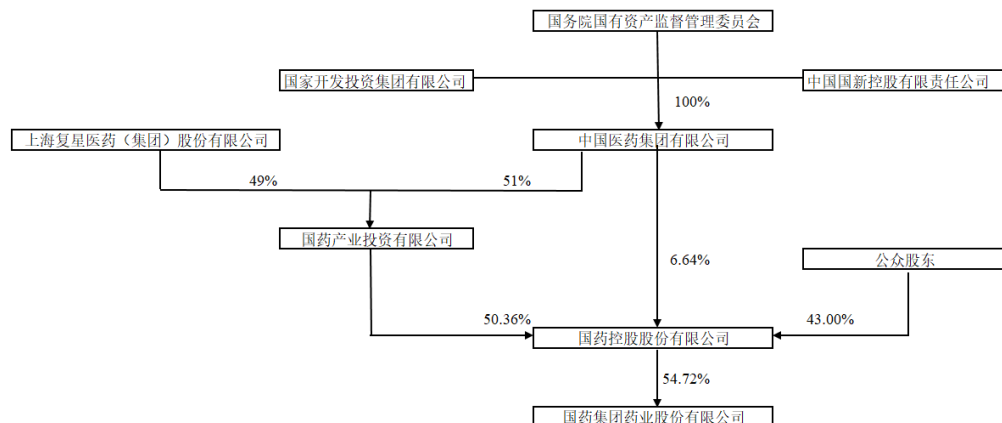 国务院国有资产监督管理委员会
国家开发投资集团有限公司
中国国新控股有限责任公司
100%
上海复星医药（集团）股份有限公司
中国医药集团有限公司
49%
51%
国药产业投资有限公司
6.64%
公众股东
50.36%
43.00%
国药控股股份有限公司
54.72%
国药集团药业股份有限公司